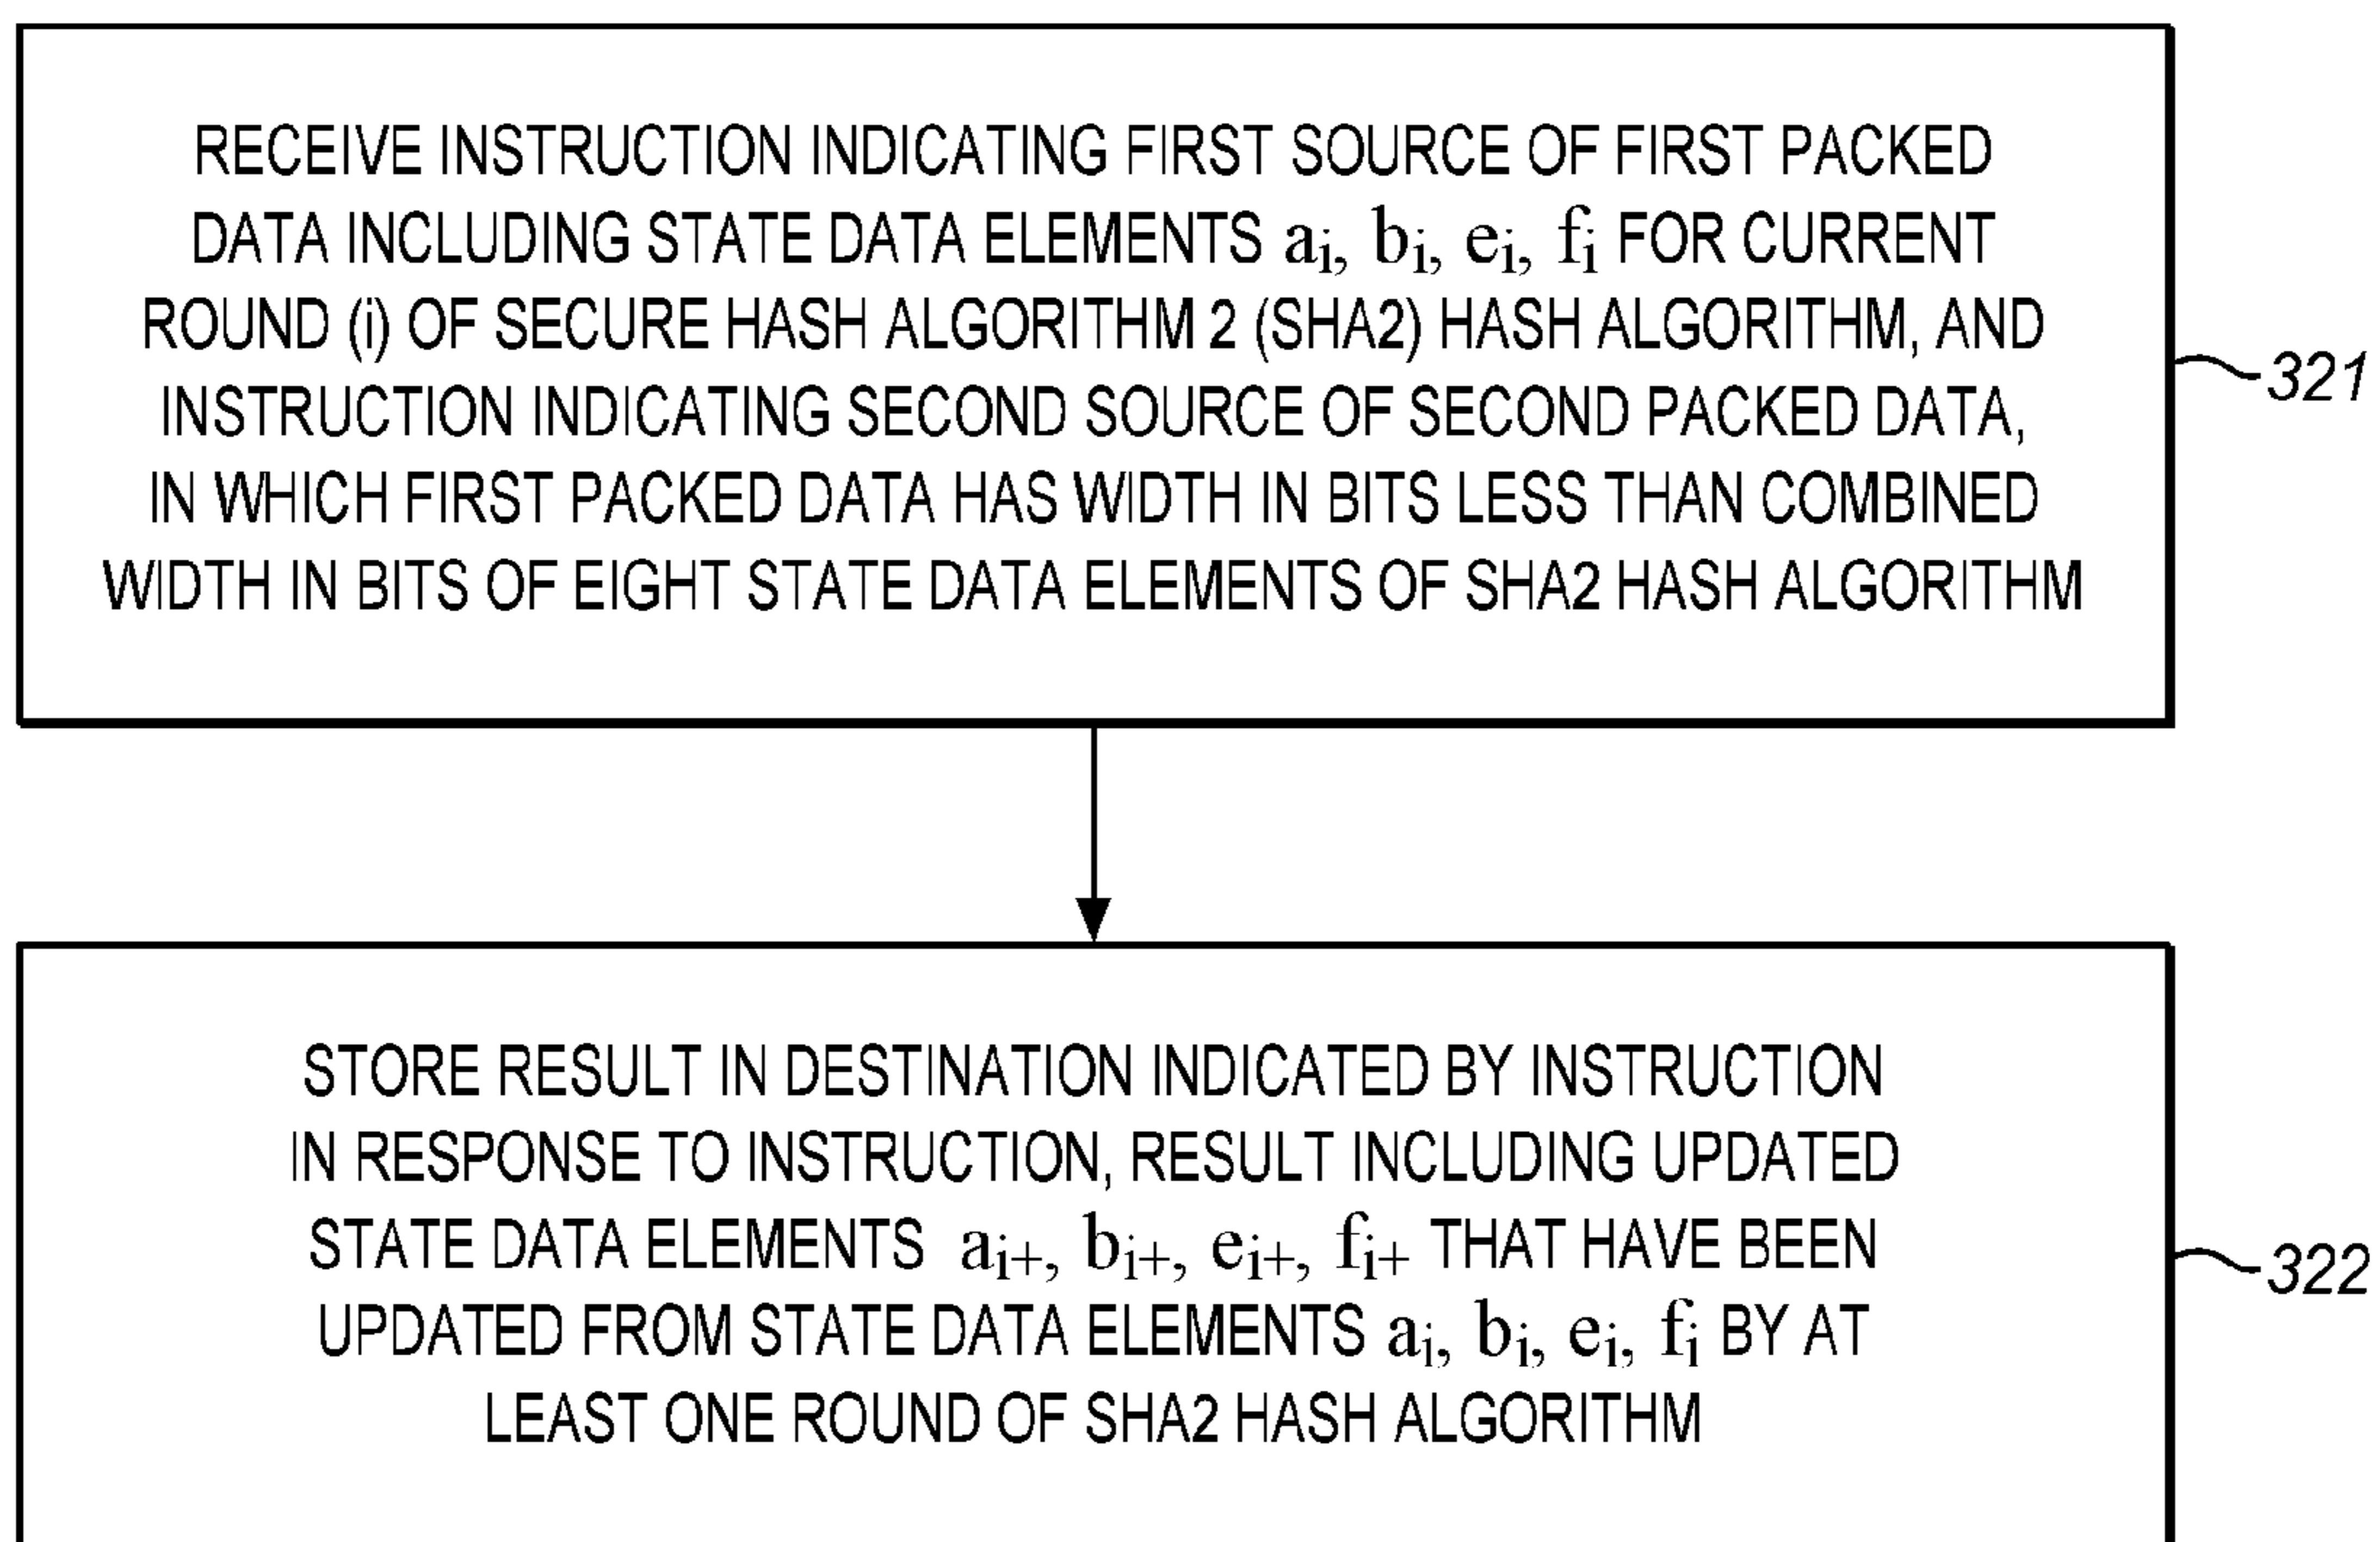 RECEIVE INSTRUCTION INDICATING FIRST SOURCE OF FIRST PACKED
DATA INCLUDING STATE DATA ELEMENTS aᵢ, bᵢ, eᵢ, fᵢ FOR CURRENT
ROUND (i) OF SECURE HASH ALGORITHM 2 (SHA2) HASH ALGORITHM, AND
INSTRUCTION INDICATING SECOND SOURCE OF SECOND PACKED DATA,
IN WHICH FIRST PACKED DATA HAS WIDTH IN BITS LESS THAN COMBINED
WIDTH IN BITS OF EIGHT STATE DATA ELEMENTS OF SHA2 HASH ALGORITHM
321
STORE RESULT IN DESTINATION INDICATED BY INSTRUCTION
IN RESPONSE TO INSTRUCTION, RESULT INCLUDING UPDATED
STATE DATA ELEMENTS aᵢ₊, bᵢ₊, eᵢ₊, fᵢ₊ THAT HAVE BEEN
UPDATED FROM STATE DATA ELEMENTS aᵢ, bᵢ, eᵢ, fᵢ BY AT
LEAST ONE ROUND OF SHA2 HASH ALGORITHM
322